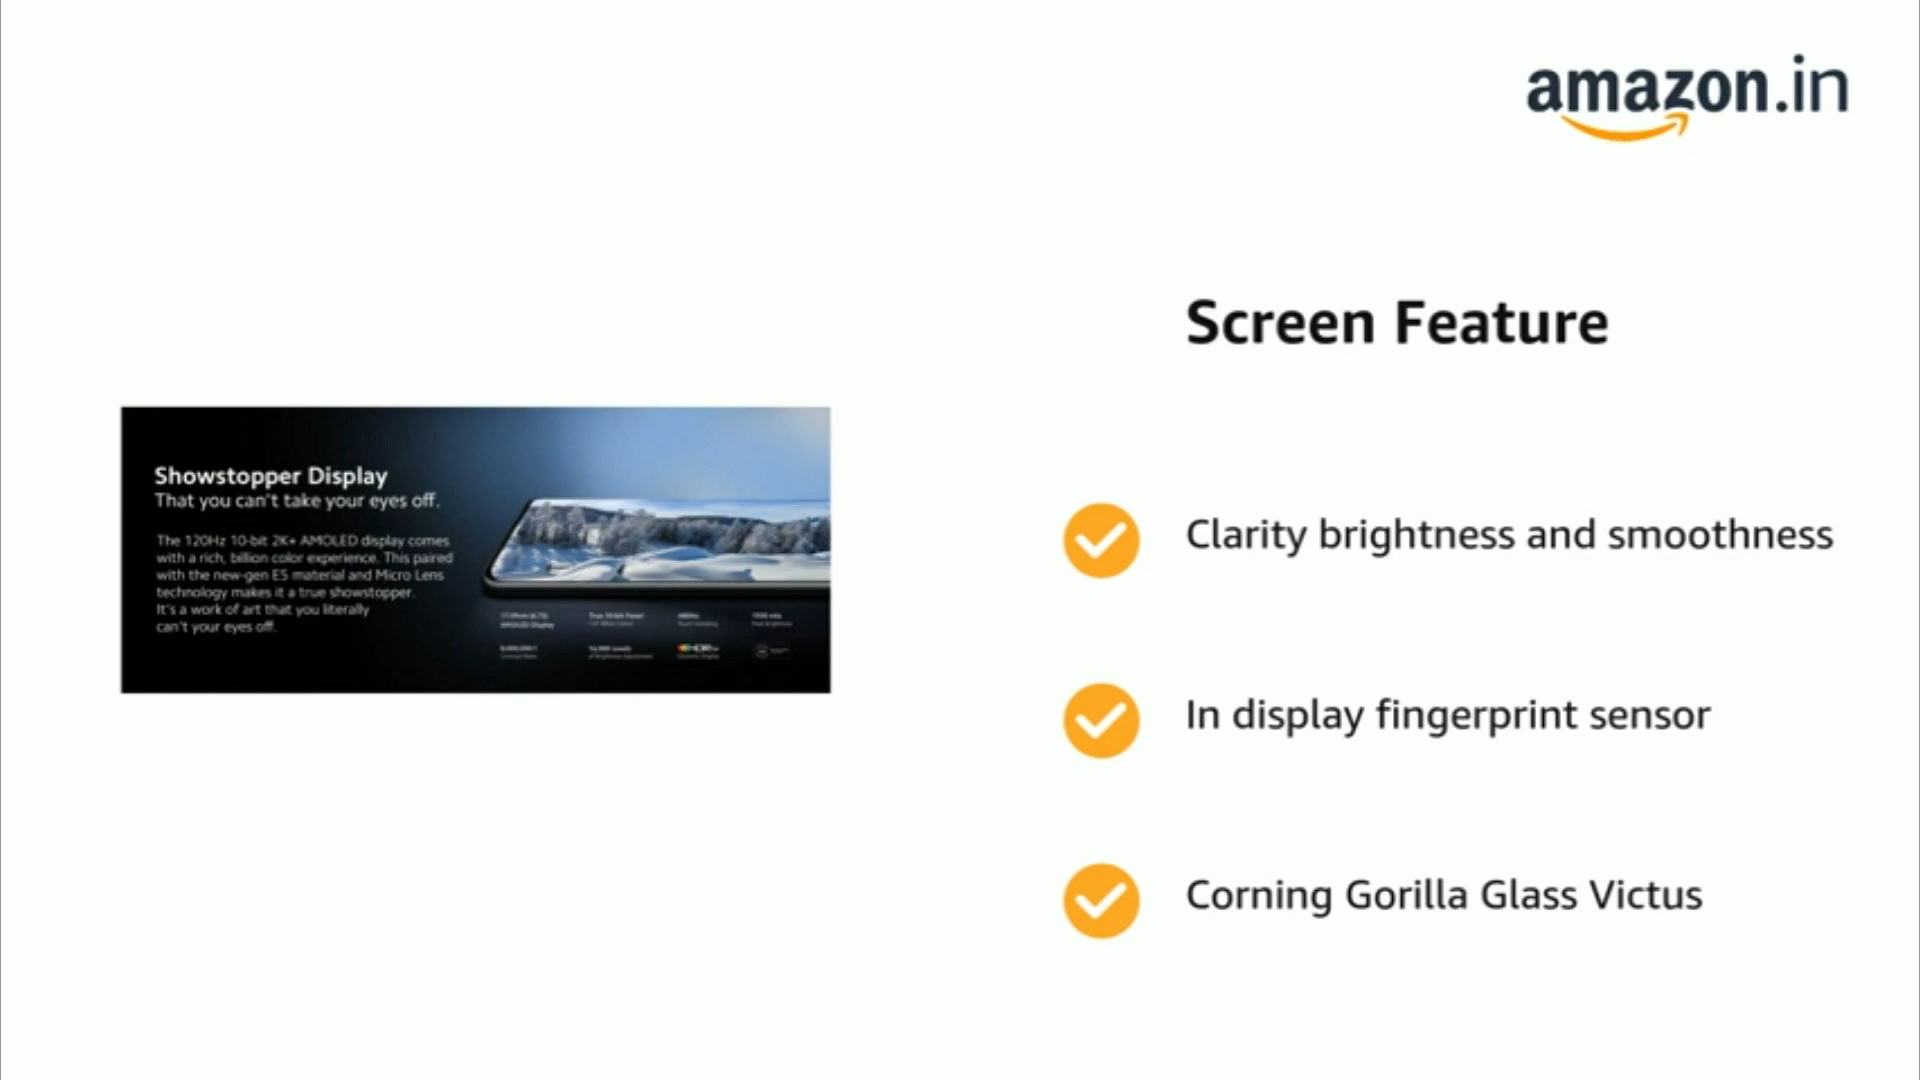 amazon.in
Screen Feature
Showstopper Display
That you can't take your eyes off.
The 120Hz 10-bit 2K+ AMOLED display comes
with a rich, billion color experience. This paired
with the new-gen E5 material and Micro Lens
technology makes it a true showstopper.
It's a work of art that you literally
can't your eyes off.
AMOLED Display
Clarity brightness and smoothness
In display fingerprint sensor
Corning Gorilla Glass Victus